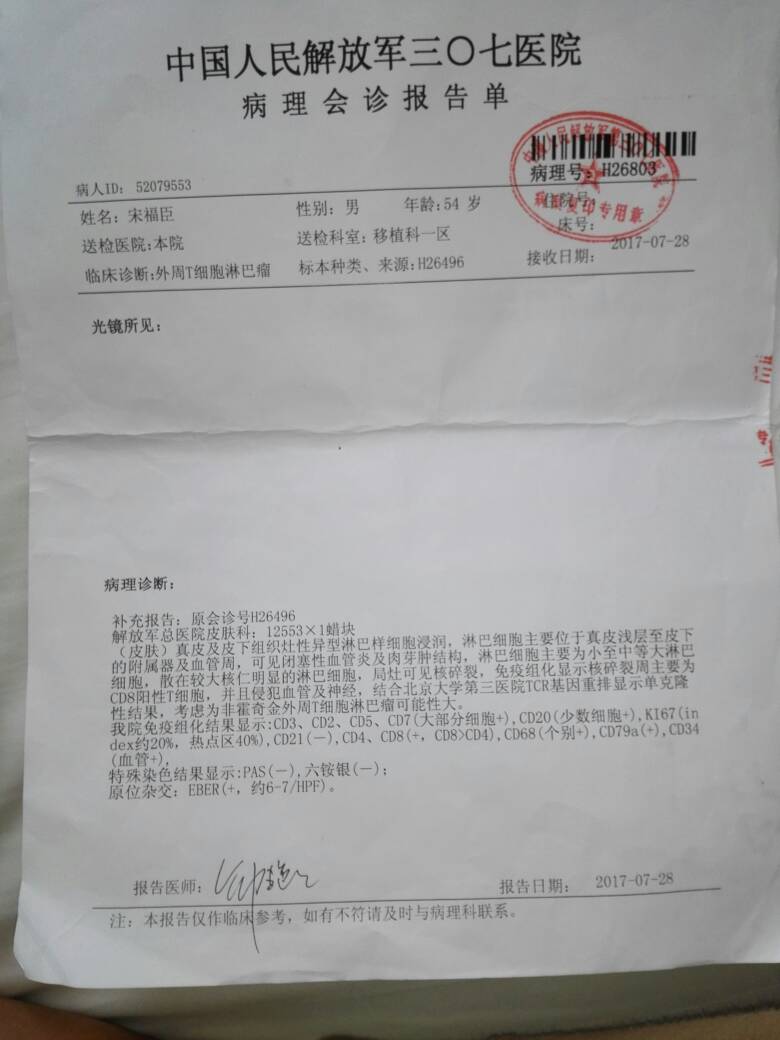 中国人民解放军三〇七医院
病理会诊报告单
病理号：H26803
病人ID： 52079553
姓名：宋福臣 性别：男 年龄:54 岁 住院号：
床号：
送检医院:本院 送检科室：移植科一区 接收日期： 2017-07-28
临床诊断:外周T细胞淋巴瘤 标本种类、来源:H26496
光镜所见：
病理诊断：
补充报告：原会诊号H26496
解放军总医院皮肤科：12553×1蜡块
（皮肤）真皮及皮下组织灶性异型淋巴样细胞浸润，淋巴细胞主要位于真皮浅层至皮下
的附属器及血管周，可见闭塞性血管炎及肉芽肿结构，淋巴细胞主要为小至中等大淋巴
细胞，散在较大核仁明显的淋巴细胞，局灶可见核碎裂，免疫组化显示核碎裂周主要为
CD8阳性T细胞，并且侵犯血管及神经，结合北京大学第三医院TCR基因重排显示单克隆
性结果，考虑为非霍奇金外周T细胞淋巴瘤可能性大。
我院免疫组化结果显示:CD3、CD2、CD5、CD7(大部分细胞+),CD20(少数细胞+),KI67(in
dex约20%，热点区40%),CD21(—),CD4、CD8(+，CD8>CD4),CD68(个别+),CD79a(+),CD34
(血管+),
特殊染色结果显示:PAS(—),六铵银(—)；
原位杂交：EBER(+，约6-7/HPF)。
报告医师： 报告日期： 2017-07-28
注：本报告仅作临床参考，如有不符请及时与病理科联系。